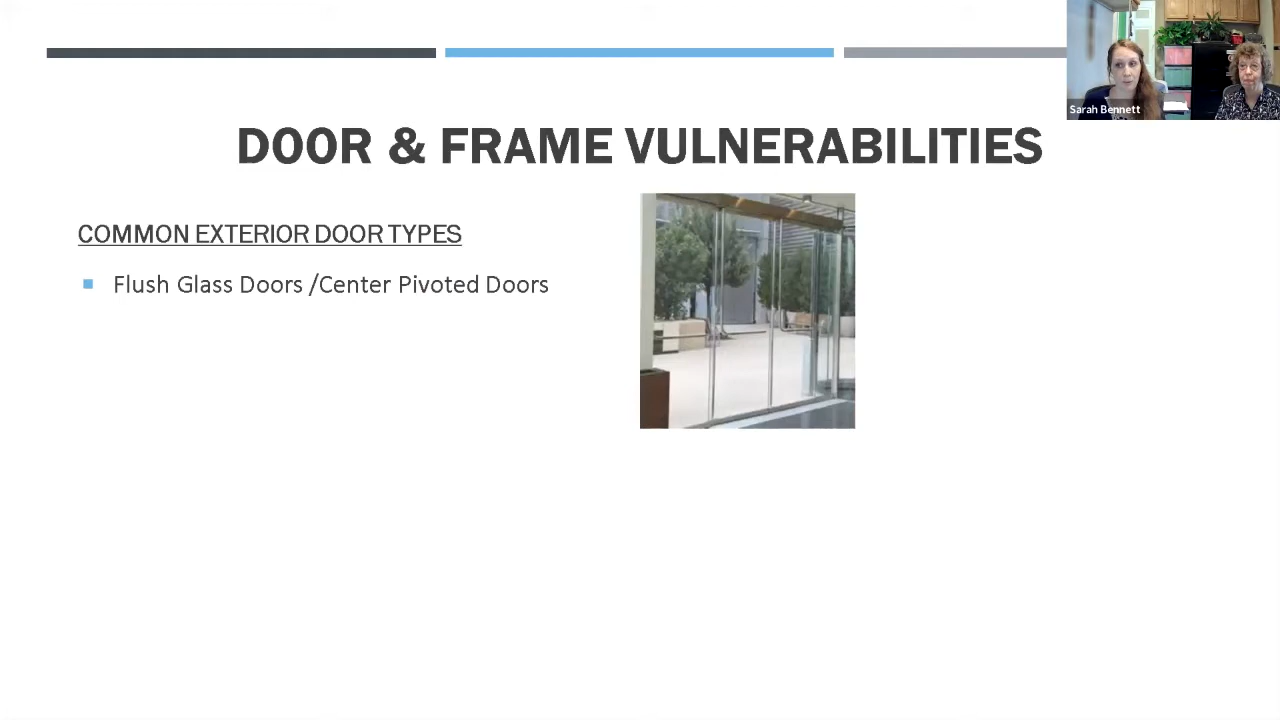 Sarah Bennett
DOOR & FRAME VULNERABILITIES
COMMON EXTERIOR DOOR TYPES
Flush Glass Doors /Center Pivoted Doors